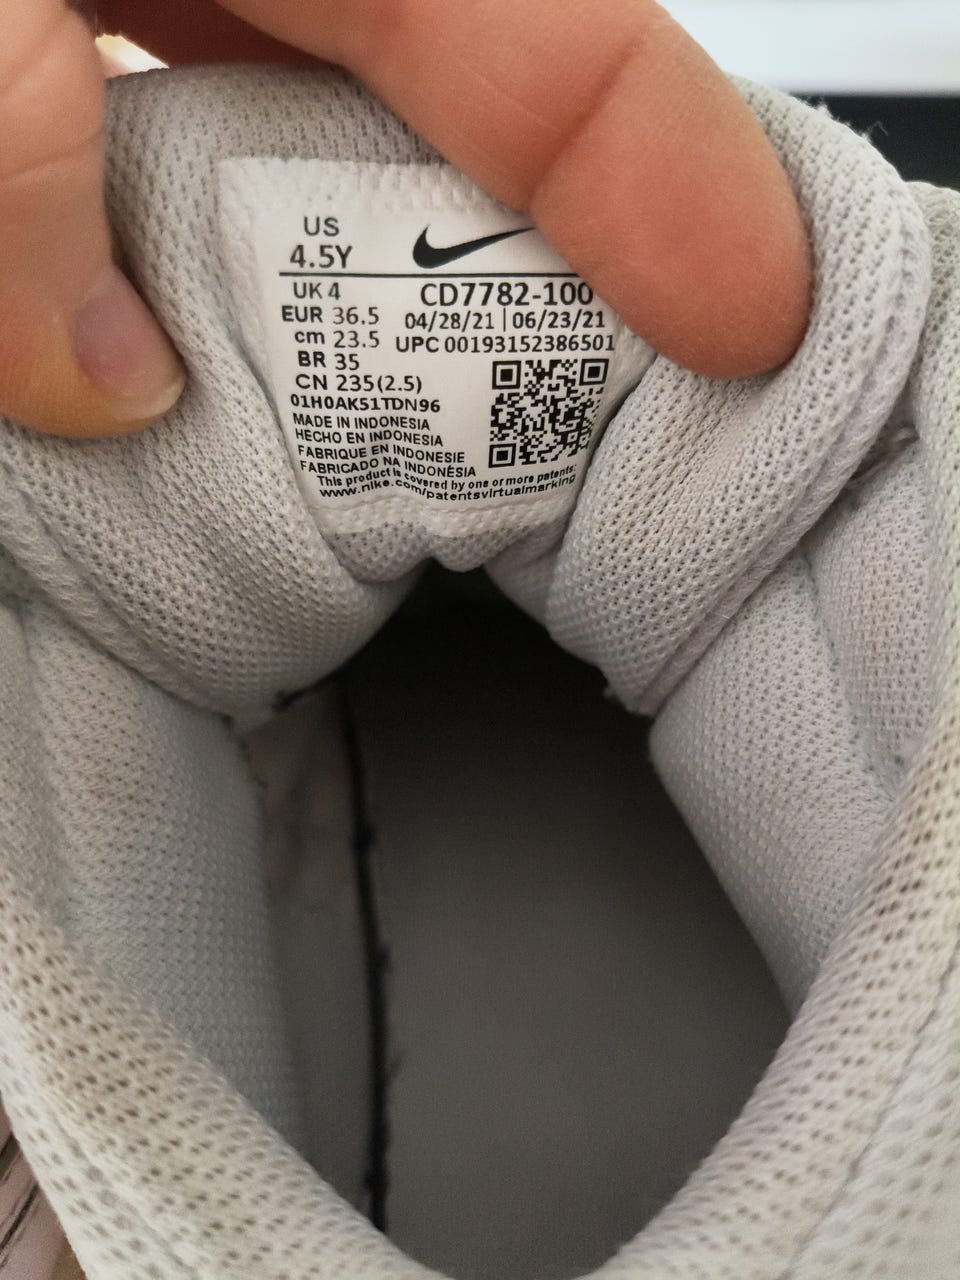 US
4.5Y
UK 4
EUR 36.5
cm 23.5
BR 35
CN 235(2.5)
CD7782-100
04/28/21 | 06/23/21
UPC 00193152386501
01H0AK51TDN96
MADE IN INDONESIA
HECHO EN INDONESIA
FABRIQUE EN INDONESIE
FABRICADO NA INDONÉSIA
This product is covered by one or more patents:
www.nike.com/patentsvirtualmarking